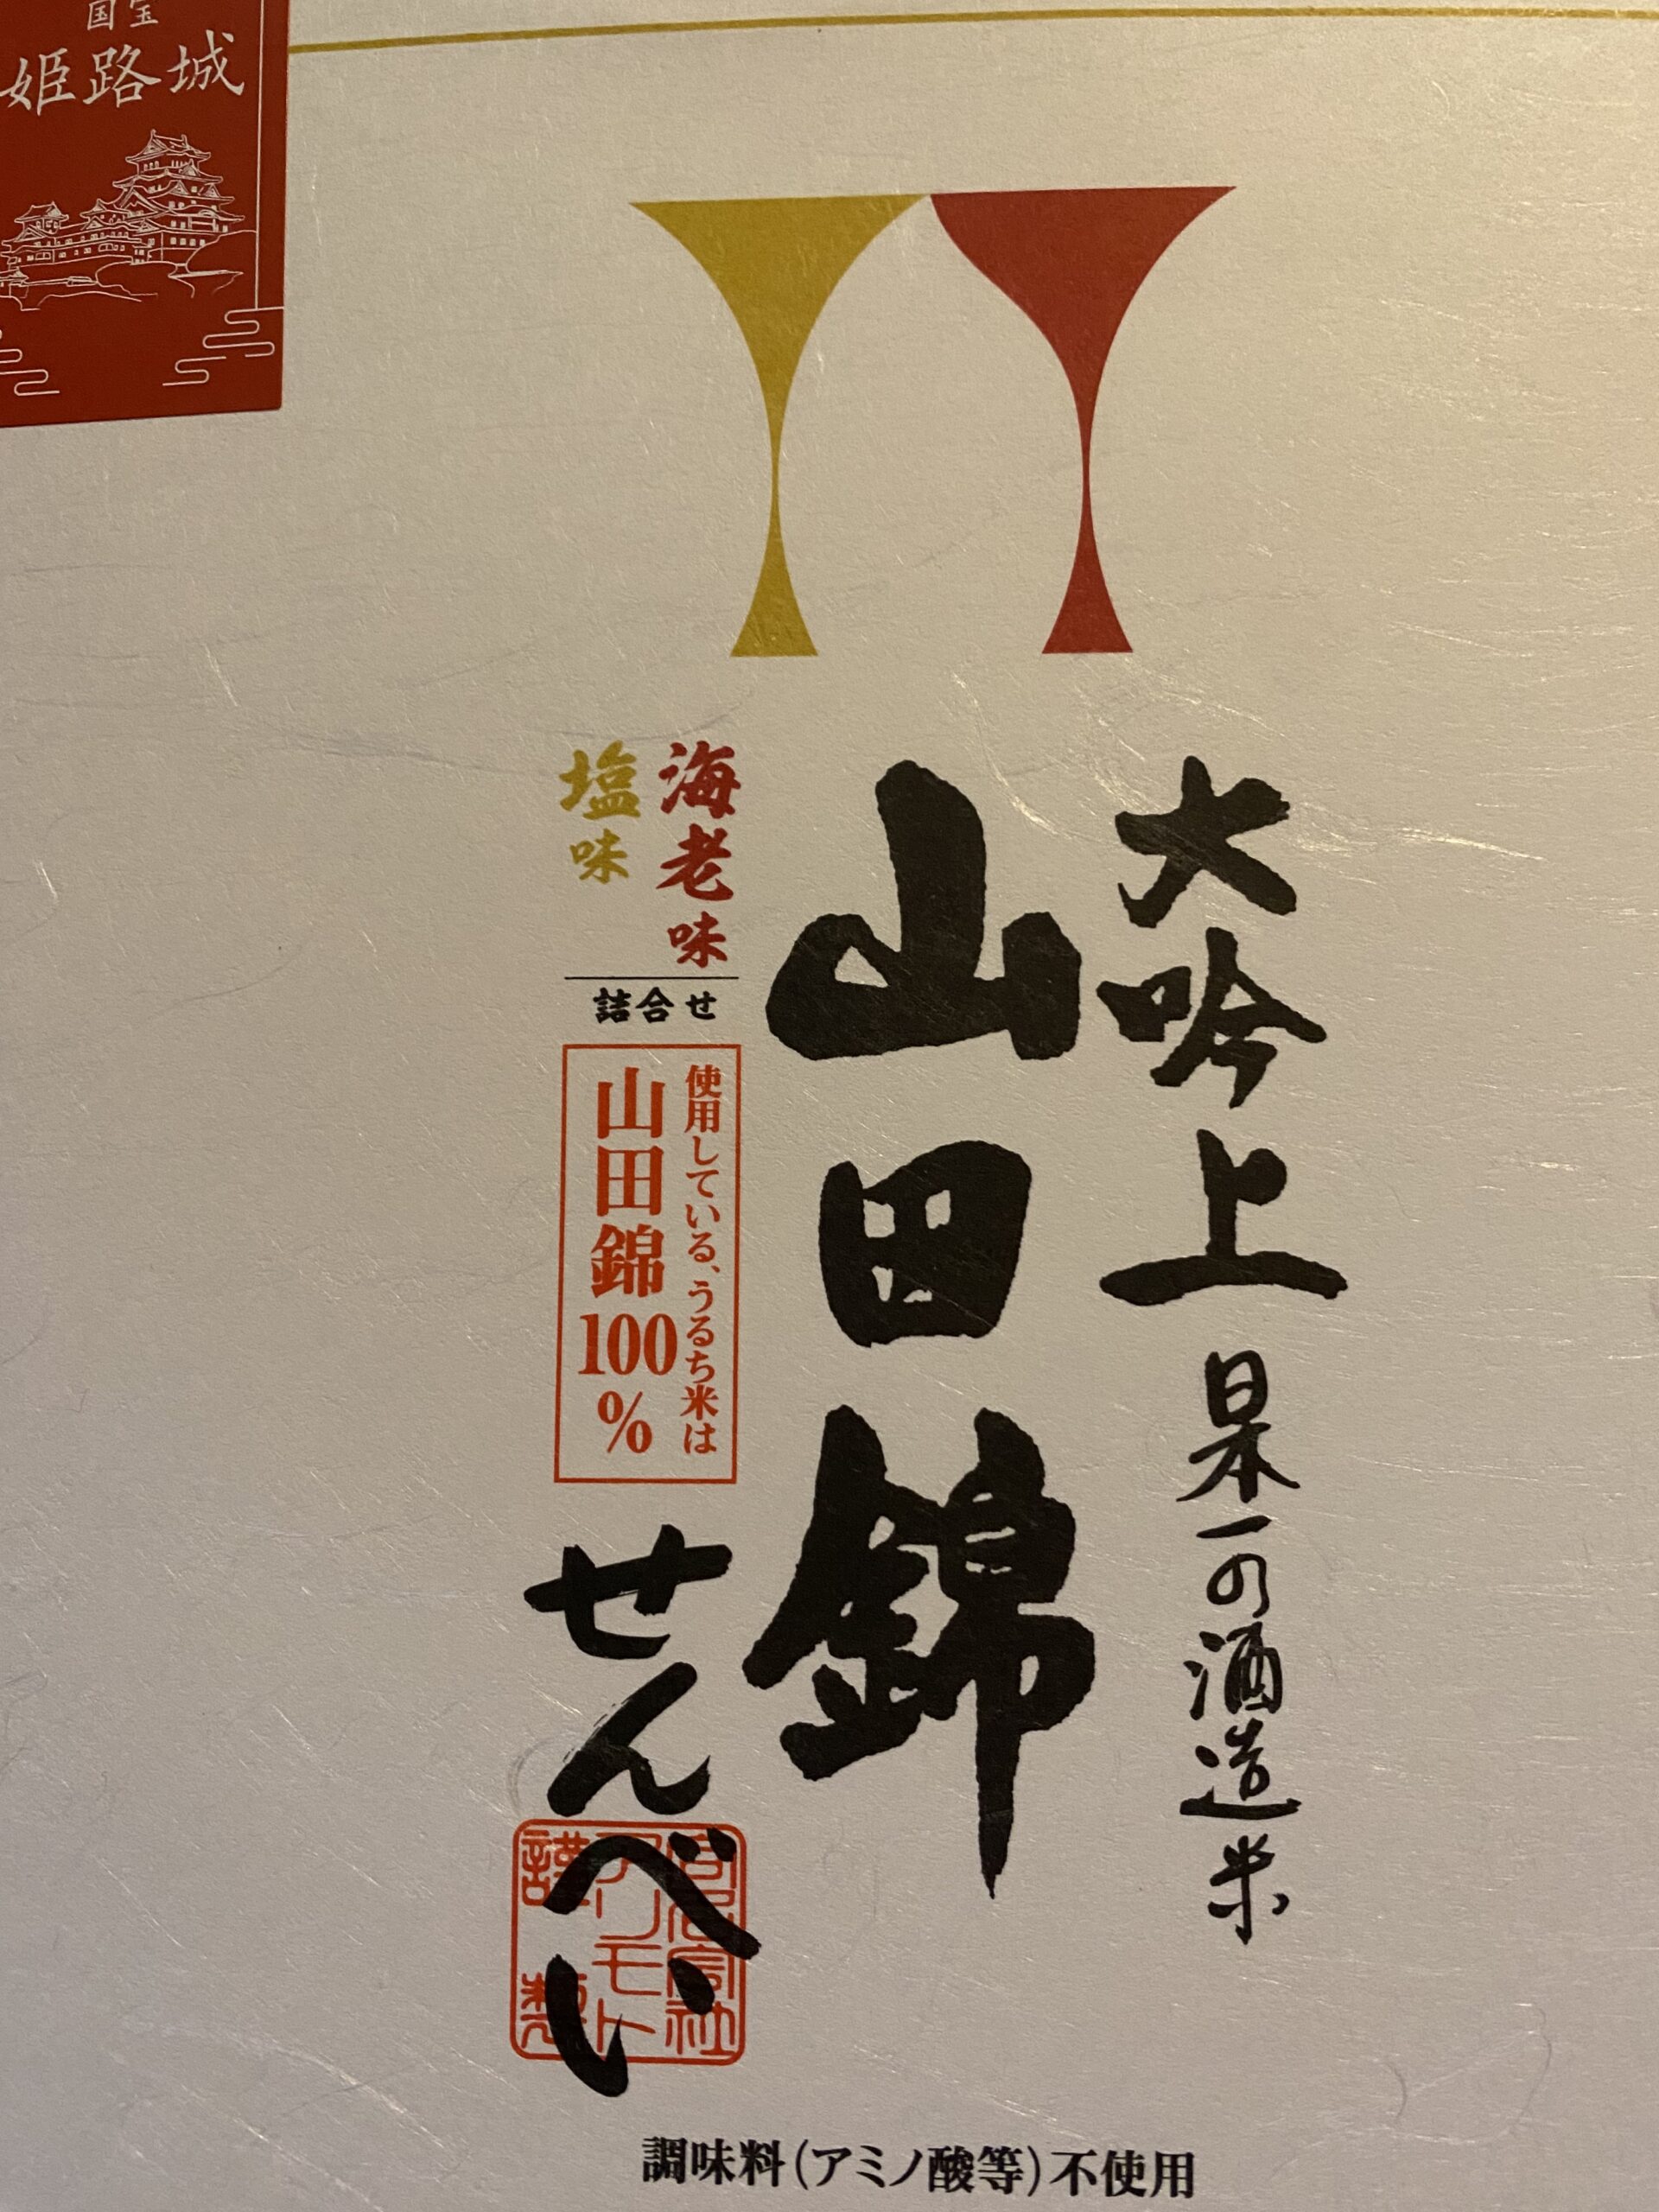 国宝
姫路城
大吟上
日本一の酒造米
山田錦
海老味
塩味
詰合せ
使用している、うるち米は
山田錦100%
せんべい
調味料(アミノ酸等)不使用